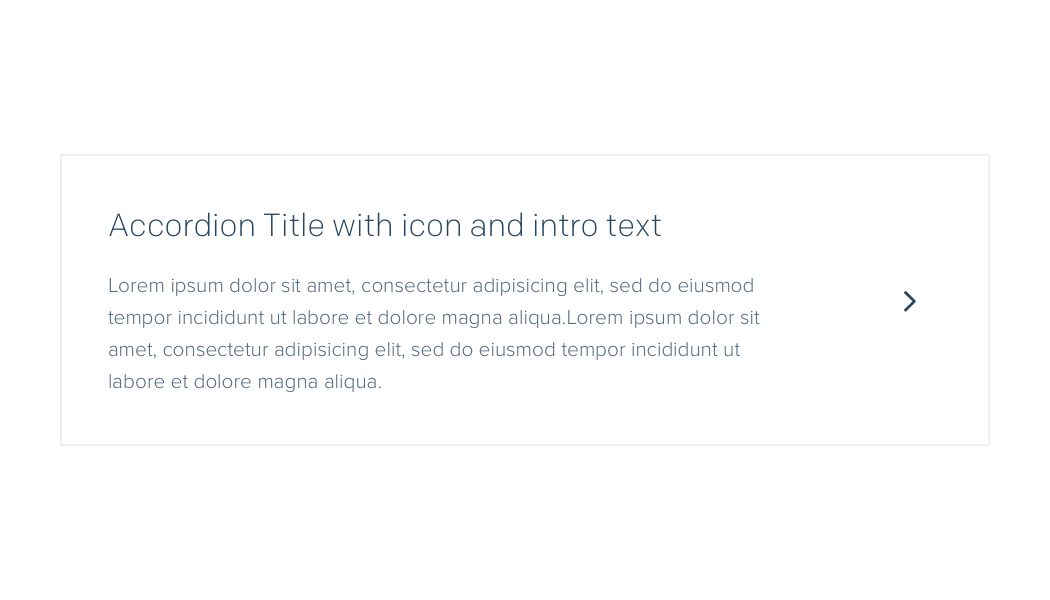 Accordion Title with icon and intro text
Lorem ipsum dolor sit amet, consectetur adipisicing elit, sed do eiusmod
tempor incididunt ut labore et dolore magna aliqua.Lorem ipsum dolor sit
amet, consectetur adipisicing elit, sed do eiusmod tempor incididunt ut
labore et dolore magna aliqua.